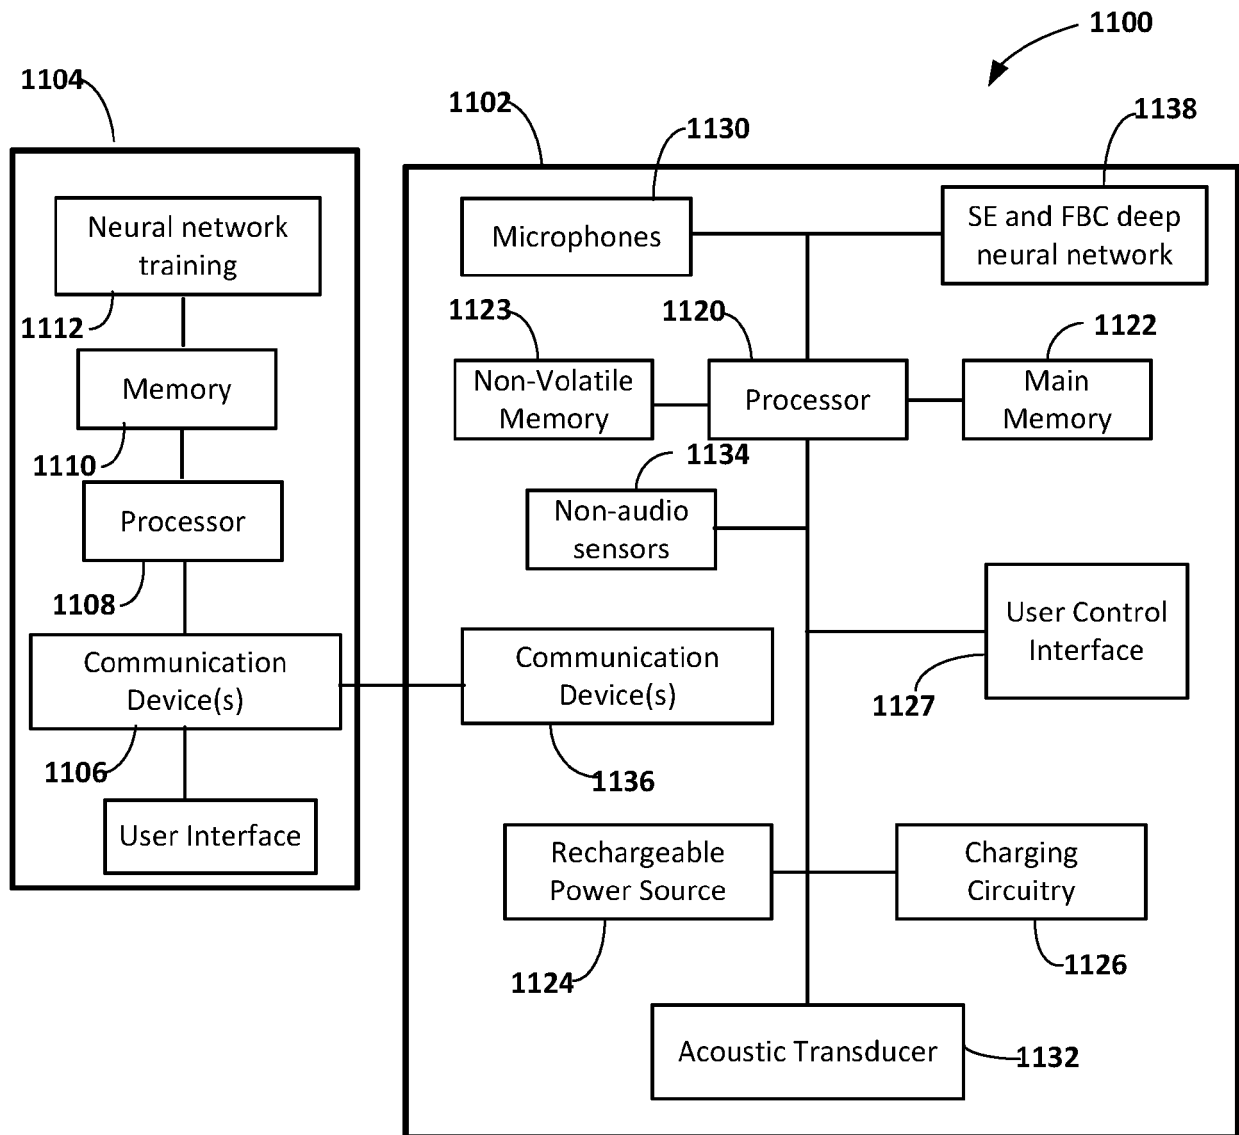 1100
1104
1102
1130
1138
Neural network
training
1112
Memory
1110
Processor
1108
Communication
Device(s)
1106
User Interface
Microphones
SE and FBC deep
neural network
1123
1120
1122
Non-Volatile
Memory
Processor
Main
Memory
1134
Non-audio
sensors
User Control
Interface
1127
Communication
Device(s)
1136
Rechargeable
Power Source
1124
Charging
Circuitry
1126
Acoustic Transducer
1132